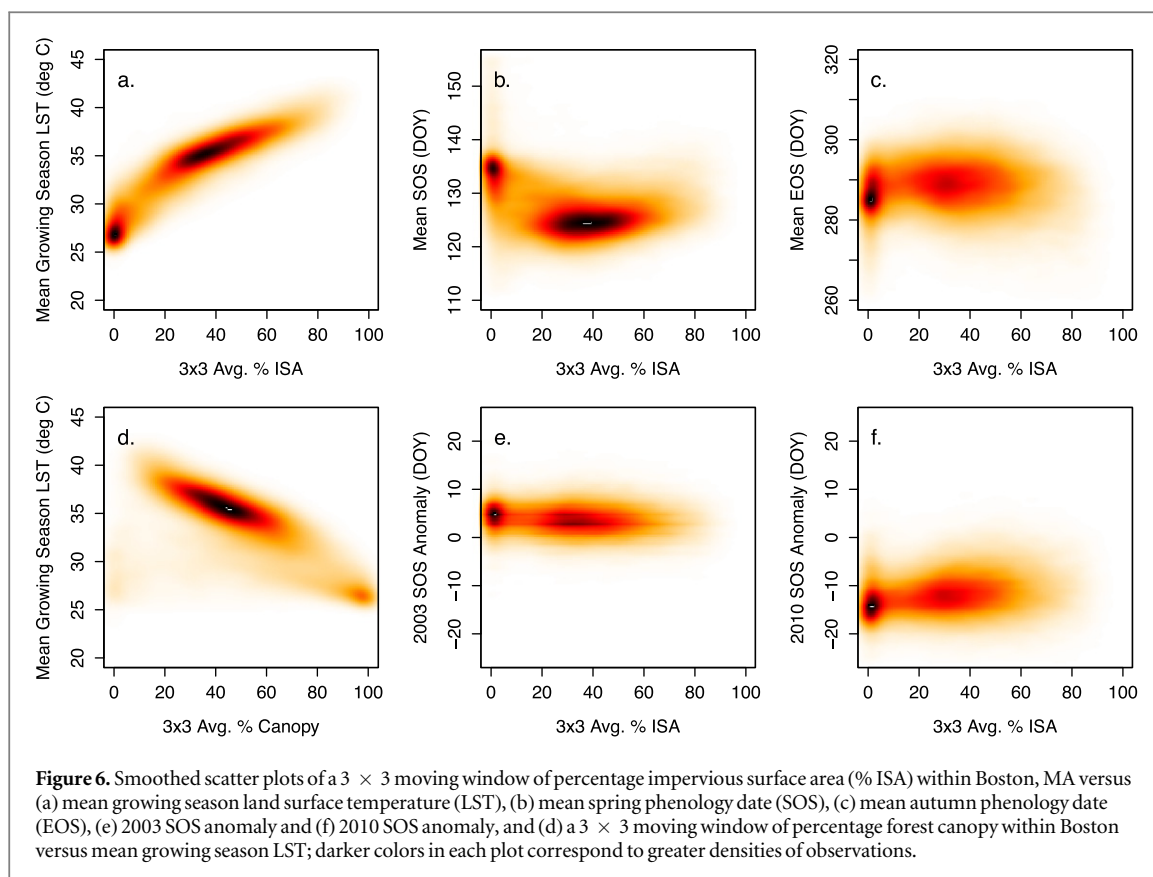 a.
Mean Growing Season LST (deg C)
20 25 30 35 40 45
0 20 40 60 80 100
3x3 Avg. % ISA
b.
Mean SOS (DOY)
110 120 130 140 150
0 20 40 60 80 100
3x3 Avg. % ISA
c.
Mean EOS (DOY)
260 280 300 320
0 20 40 60 80 100
3x3 Avg. % ISA
d.
Mean Growing Season LST (deg C)
20 25 30 35 40 45
0 20 40 60 80 100
3x3 Avg. % Canopy
e.
2003 SOS Anomaly (DOY)
−20 −10 0 10 20
0 20 40 60 80 100
3x3 Avg. % ISA
f.
2010 SOS Anomaly (DOY)
−20 −10 0 10 20
0 20 40 60 80 100
3x3 Avg. % ISA
Figure 6. Smoothed scatter plots of a 3 × 3 moving window of percentage impervious surface area (% ISA) within Boston, MA versus
(a) mean growing season land surface temperature (LST), (b) mean spring phenology date (SOS), (c) mean autumn phenology date
(EOS), (e) 2003 SOS anomaly and (f) 2010 SOS anomaly, and (d) a 3 × 3 moving window of percentage forest canopy within Boston
versus mean growing season LST; darker colors in each plot correspond to greater densities of observations.